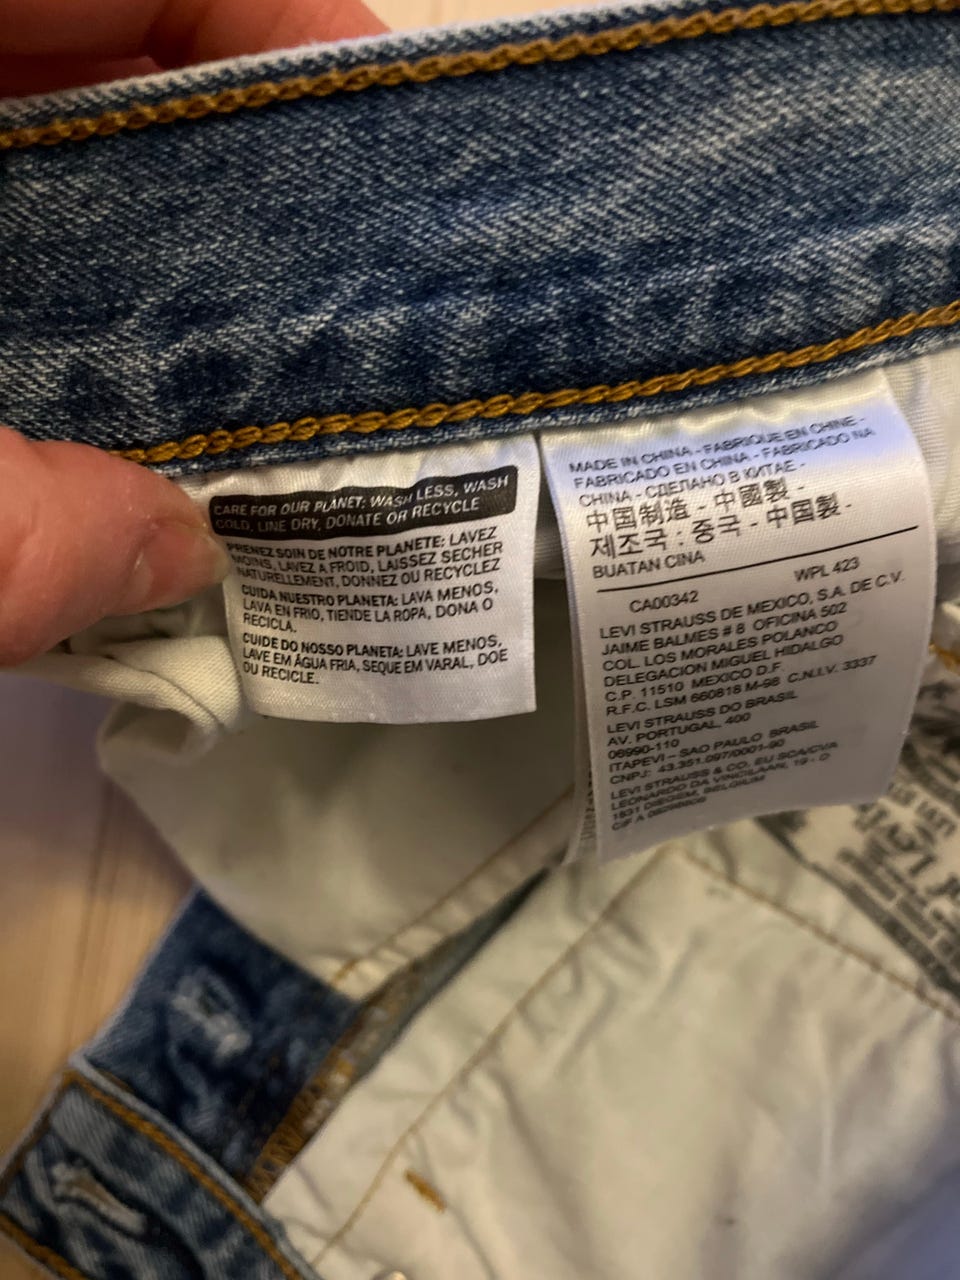 CARE FOR OUR PLANET: WASH LESS, WASH
COLD, LINE DRY, DONATE OR RECYCLE
PRENEZ SOIN DE NOTRE PLANETE: LAVEZ
MOINS, LAVEZ A FROID, LAISSEZ SECHER
NATURELLEMENT, DONNEZ OU RECYCLEZ
CUIDA NUESTRO PLANETA: LAVA MENOS,
LAVA EN FRIO, TIENDE LA ROPA, DONA O
RECICLA.
CUIDE DO NOSSO PLANETA: LAVE MENOS,
LAVE EM ÁGUA FRIA, SEQUE EM VARAL, DOE
OU RECICLE.
MADE IN CHINA - FABRIQUE EN CHINE -
FABRICADO EN CHINA - FABRICADO NA
CHINA - СДЕЛАНО В КИТАЕ -
中国制造 - 中國製 -
제조국 : 중국 - 中国製 -
BUATAN CINA
CA00342 WPL 423
LEVI STRAUSS DE MEXICO, S.A. DE C.V.
JAIME BALMES # 8 OFICINA 502
COL. LOS MORALES POLANCO
DELEGACION MIGUEL HIDALGO
C.P. 11510 MEXICO D.F.
R.F.C. LSM 660818 M-98 C.N.I.V. 3337
LEVI STRAUSS DO BRASIL
AV. PORTUGAL, 400
06690-110
ITAPEVI - SAO PAULO BRASIL
CNPJ: 43.351.097/0001-90
LEVI STRAUSS & CO. EU SCA/CVA
LEONARDO DA VINCILAAN, 19 - D
1831 DIEGEM, BELGIUM
CIF A